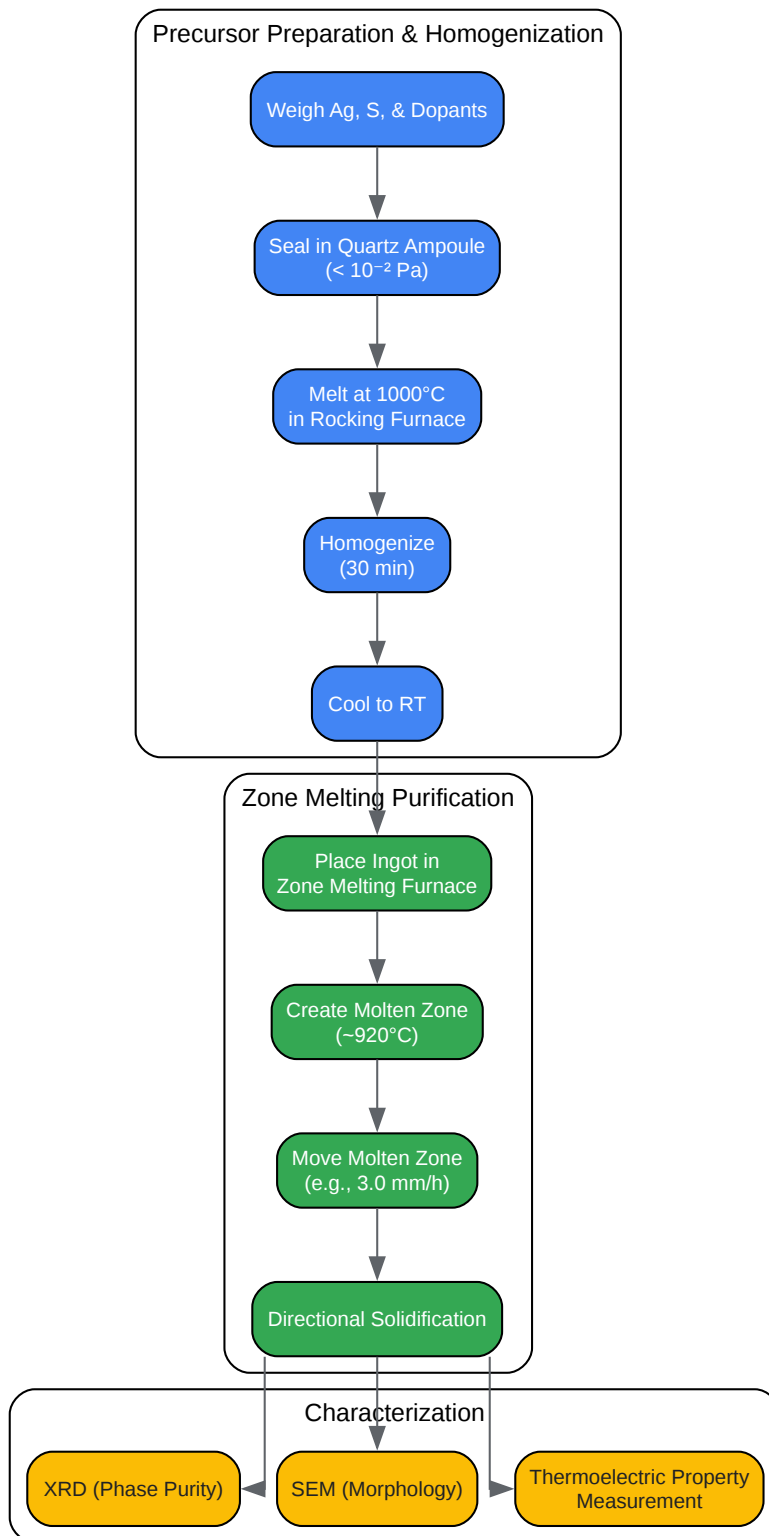 Precursor Preparation & Homogenization
Weigh Ag, S, & Dopants
Seal in Quartz Ampoule
(< 10⁻² Pa)
Melt at 1000°C
in Rocking Furnace
Homogenize
(30 min)
Cool to RT
Zone Melting Purification
Place Ingot in
Zone Melting Furnace
Create Molten Zone
(~920°C)
Move Molten Zone
(e.g., 3.0 mm/h)
Directional Solidification
Characterization
XRD (Phase Purity)
SEM (Morphology)
Thermoelectric Property
Measurement